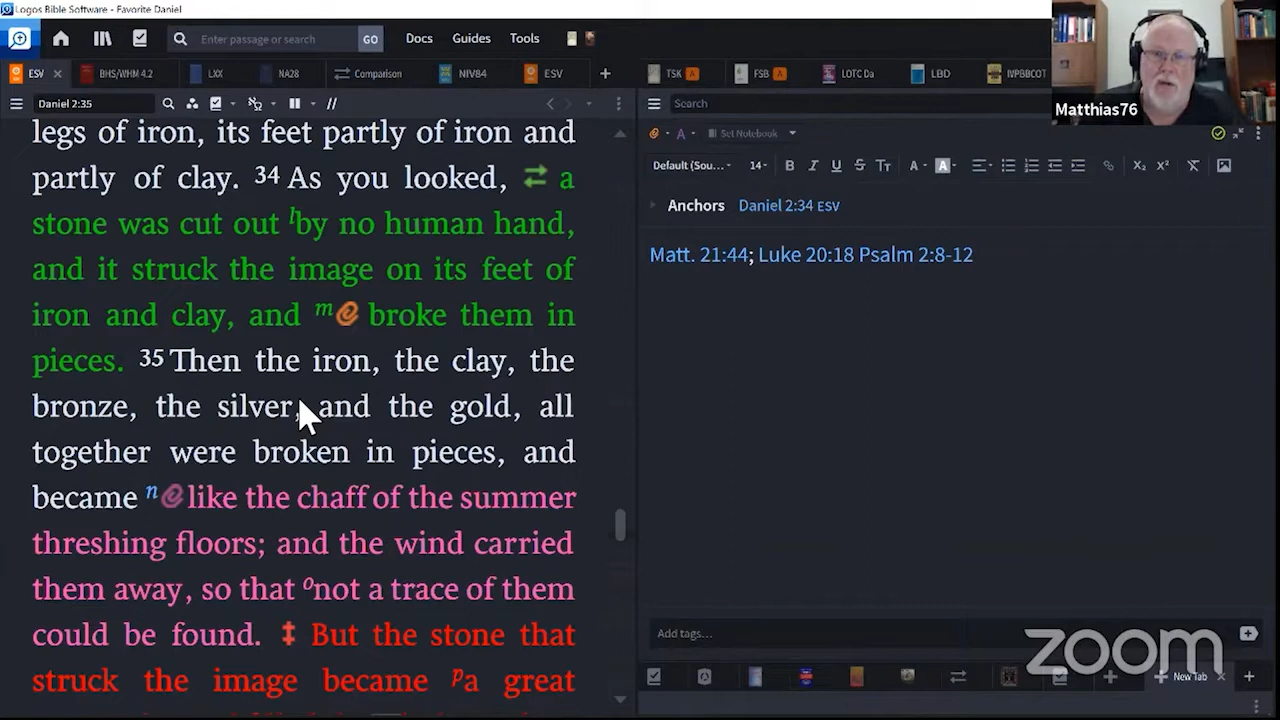 Logos Bible Software - Favorite Daniel
Enter passage or search
GO
Docs
Guides
Tools
ESV
BHS/WHM 4.2
LXX
NA28
Comparison
NIV84
ESV
TSK
A
FSB
A
LOTC Da
LBD
IVPBBCOT
Matthias76
Daniel 2:35
Search
legs of iron, its feet partly of iron and
partly of clay. 34 As you looked, a
stone was cut out l by no human hand,
and it struck the image on its feet of
iron and clay, and m broke them in
pieces. 35 Then the iron, the clay, the
bronze, the silver, and the gold, all
together were broken in pieces, and
became n like the chaff of the summer
threshing floors; and the wind carried
them away, so that o not a trace of them
could be found. ‡ But the stone that
struck the image became p a great
Set Notebook
Default (Sou...
14
B I U S Tт
A A
X₂ X²
Anchors Daniel 2:34 ESV
Matt. 21:44; Luke 20:18 Psalm 2:8-12
Add tags...
zoom
New Tab